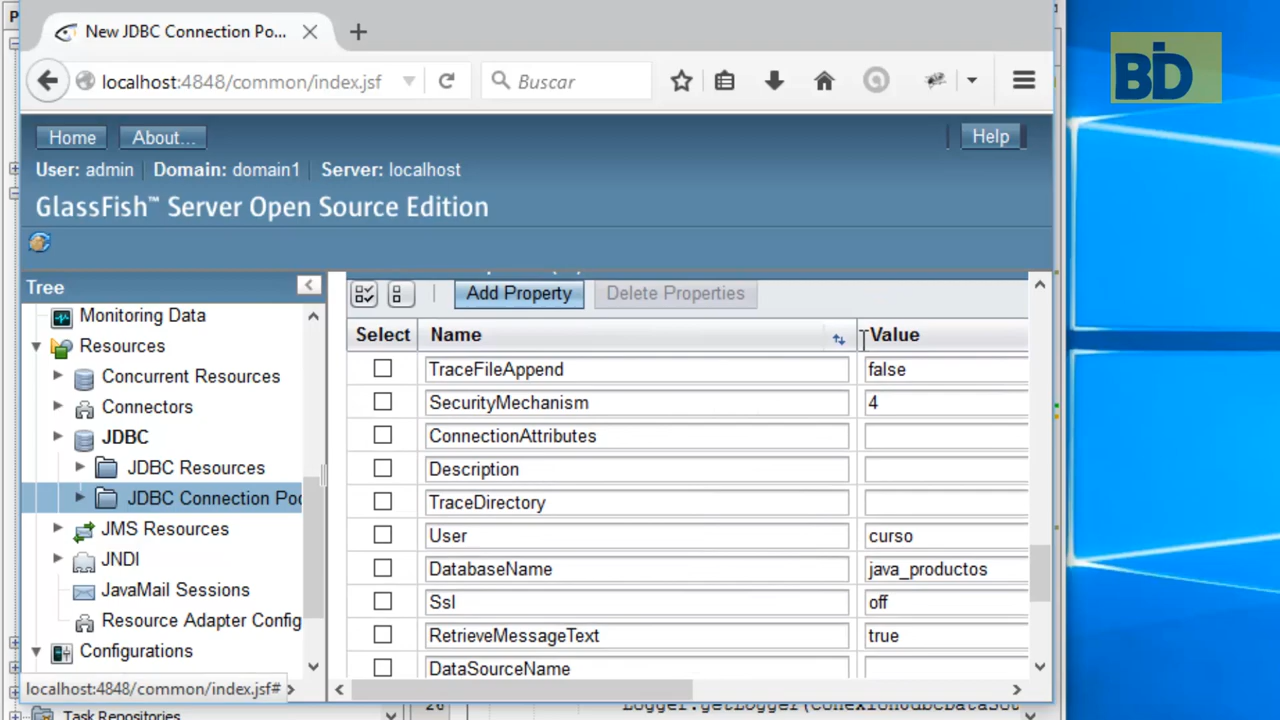 P
New JDBC Connection Po...
localhost:4848/common/index.jsf
Buscar
BID
Home About... Help
User: admin Domain: domain1 Server: localhost
GlassFish™ Server Open Source Edition
Tree
Monitoring Data
Resources
Concurrent Resources
Connectors
JDBC
JDBC Resources
JDBC Connection Poo
JMS Resources
JNDI
JavaMail Sessions
Resource Adapter Config
Configurations
Add Property Delete Properties
Select Name Value
TraceFileAppend false
SecurityMechanism 4
ConnectionAttributes
Description
TraceDirectory
User curso
DatabaseName java_productos
Ssl off
RetrieveMessageText true
DataSourceName
localhost:4848/common/index.jsf#
Task Repositories
26